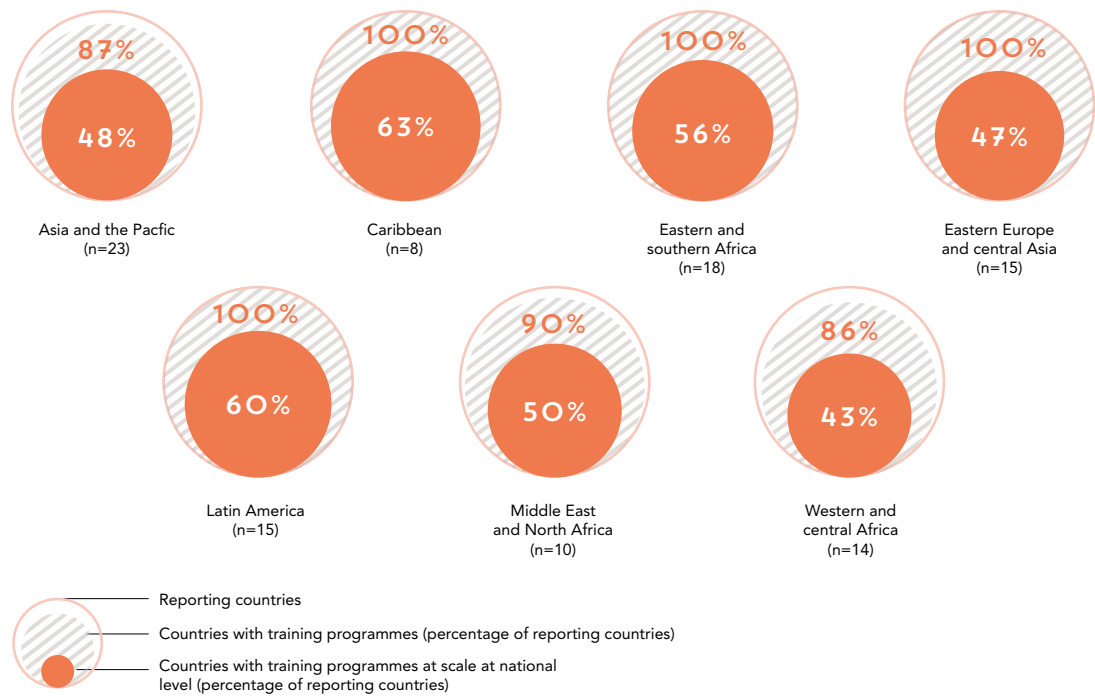 87%
48%
Asia and the Pacfic
(n=23)
100%
63%
Caribbean
(n=8)
100%
56%
Eastern and
southern Africa
(n=18)
100%
47%
Eastern Europe
and central Asia
(n=15)
100%
60%
Latin America
(n=15)
90%
50%
Middle East
and North Africa
(n=10)
86%
43%
Western and
central Africa
(n=14)
Reporting countries
Countries with training programmes (percentage of reporting countries)
Countries with training programmes at scale at national
level (percentage of reporting countries)